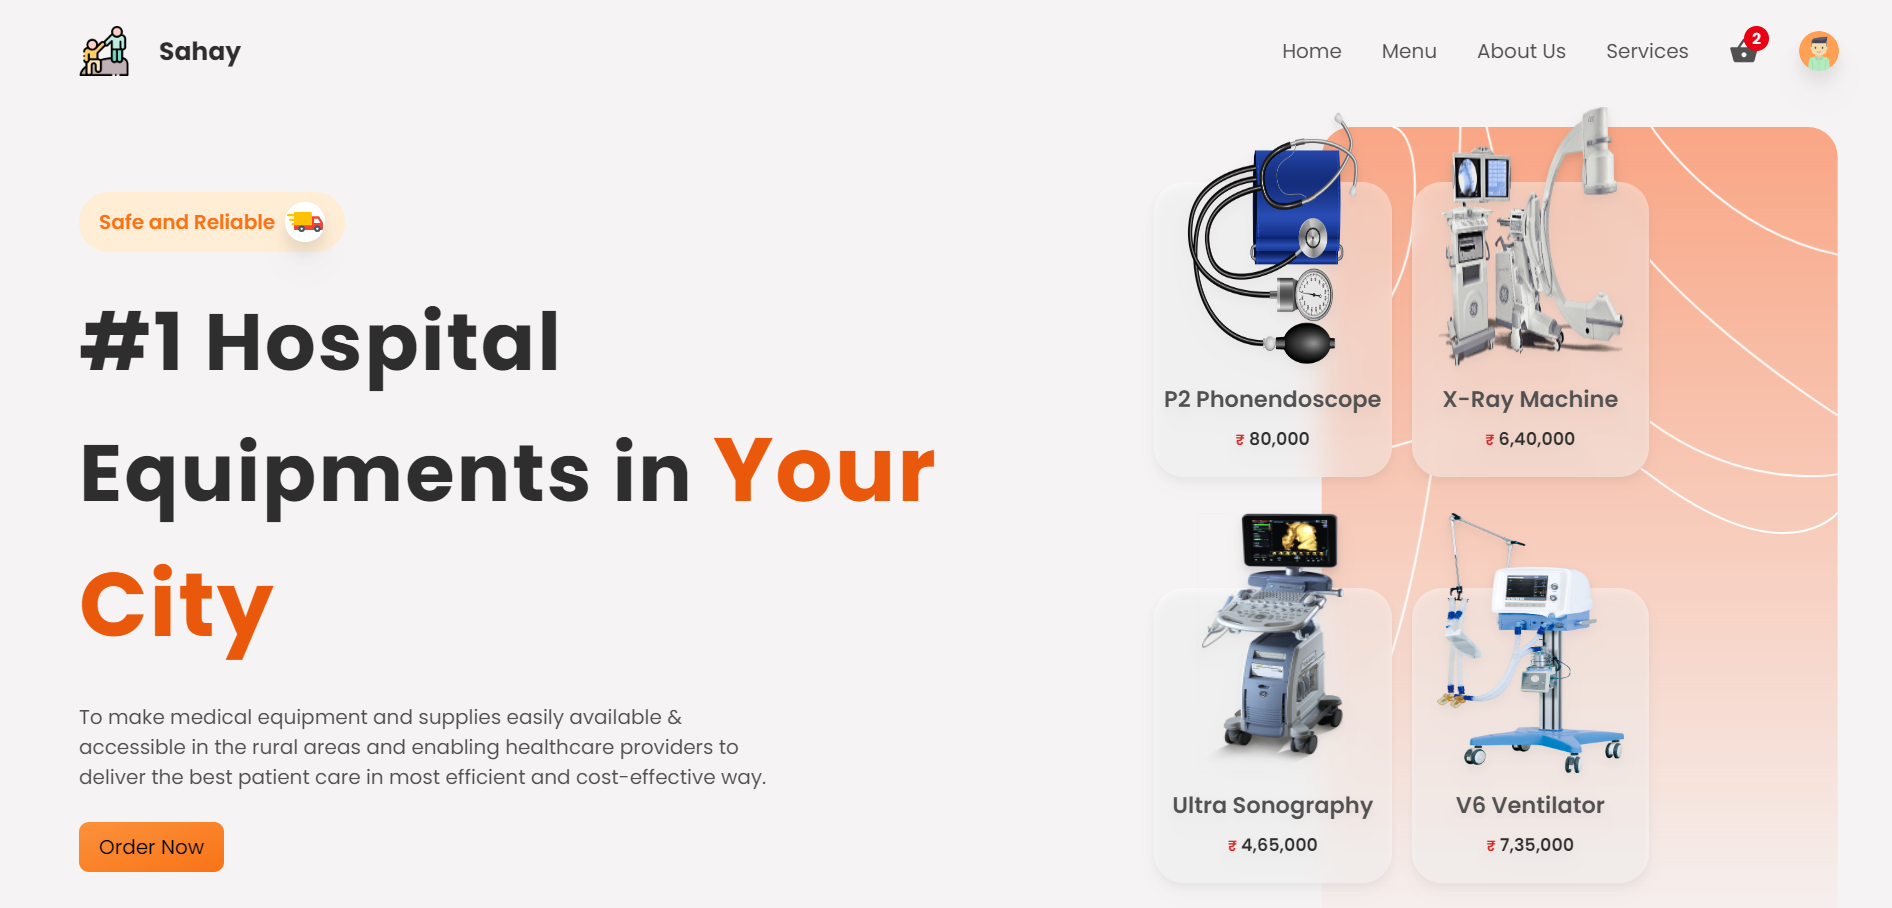 Sahay
Home Menu About Us Services 2
Safe and Reliable
#1 Hospital
Equipments in Your
City
To make medical equipment and supplies easily available &
accessible in the rural areas and enabling healthcare providers to
deliver the best patient care in most efficient and cost-effective way.
Order Now
P2 Phonendoscope
₹ 80,000
X-Ray Machine
₹ 6,40,000
Ultra Sonography
₹ 4,65,000
V6 Ventilator
₹ 7,35,000